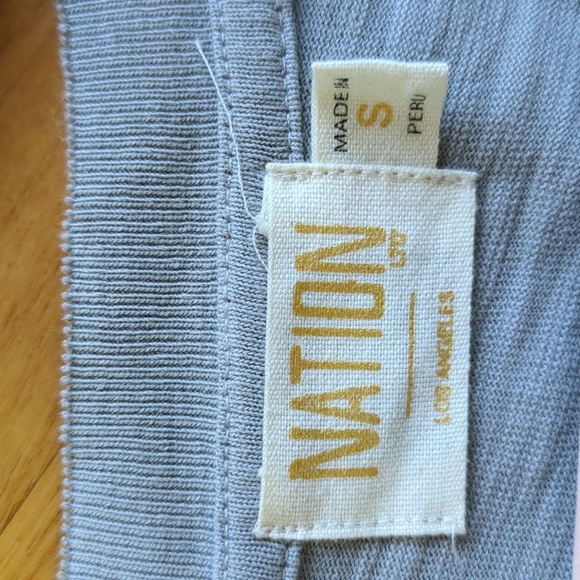 MADE IN
S
PERU
NATION
LTD
LOS ANGELES